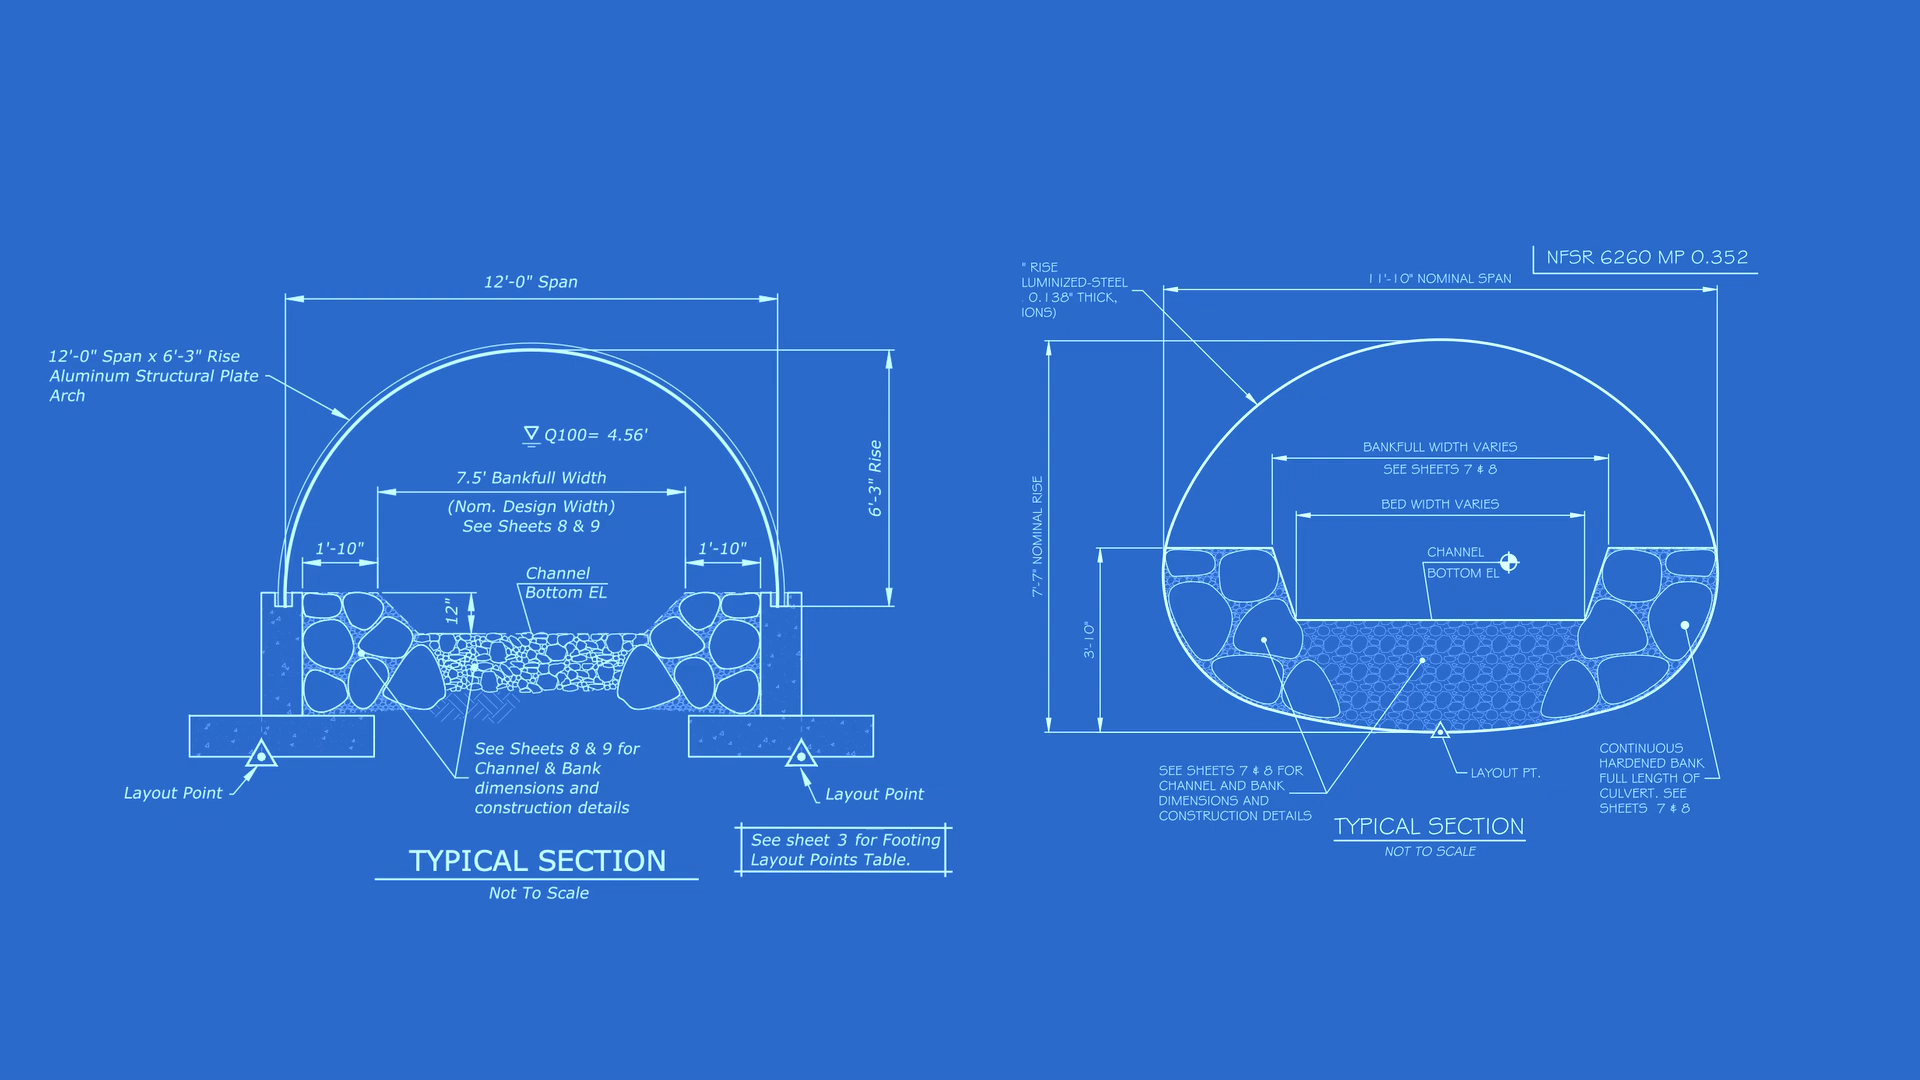 12'-0" Span
12'-0" Span x 6'-3" Rise
Aluminum Structural Plate
Arch
Q100= 4.56'
7.5' Bankfull Width
(Nom. Design Width)
See Sheets 8 & 9
6'-3" Rise
1'-10"
1'-10"
Channel
Bottom EL
12"
See Sheets 8 & 9 for
Channel & Bank
dimensions and
construction details
Layout Point
Layout Point
See sheet 3 for Footing
Layout Points Table.
TYPICAL SECTION
Not To Scale
NFSR 6260 MP 0.352
" RISE
LUMINIZED-STEEL
0.138" THICK,
IONS)
11'-10" NOMINAL SPAN
7'-7" NOMINAL RISE
BANKFULL WIDTH VARIES
SEE SHEETS 7 & 8
BED WIDTH VARIES
CHANNEL
BOTTOM EL
3'-10"
SEE SHEETS 7 & 8 FOR
CHANNEL AND BANK
DIMENSIONS AND
CONSTRUCTION DETAILS
LAYOUT PT.
CONTINUOUS
HARDENED BANK
FULL LENGTH OF
CULVERT. SEE
SHEETS 7 & 8
TYPICAL SECTION
NOT TO SCALE